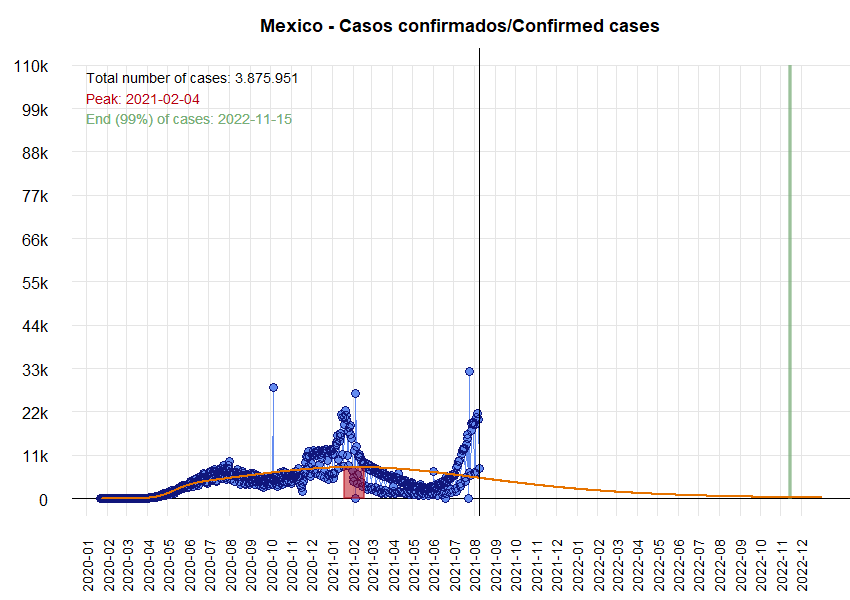 Mexico - Casos confirmados/Confirmed cases
110k
Total number of cases: 3.875.951
Peak: 2021-02-04
99k
End (99%) of cases: 2022-11-15
88k
77k
66k
55k
44k
33k
22k
11k
0
2020-01
2020-02
2020-03
2020-04
2020-05
2020-06
2020-07
2020-08
2020-09
2020-10
2020-11
2020-12
2021-01
2021-02
2021-03
2021-04
2021-05
2021-06
2021-07
2021-08
2021-09
2021-10
2021-11
2021-12
2022-01
2022-02
2022-03
2022-04
2022-05
2022-06
2022-07
2022-08
2022-09
2022-10
2022-11
2022-12